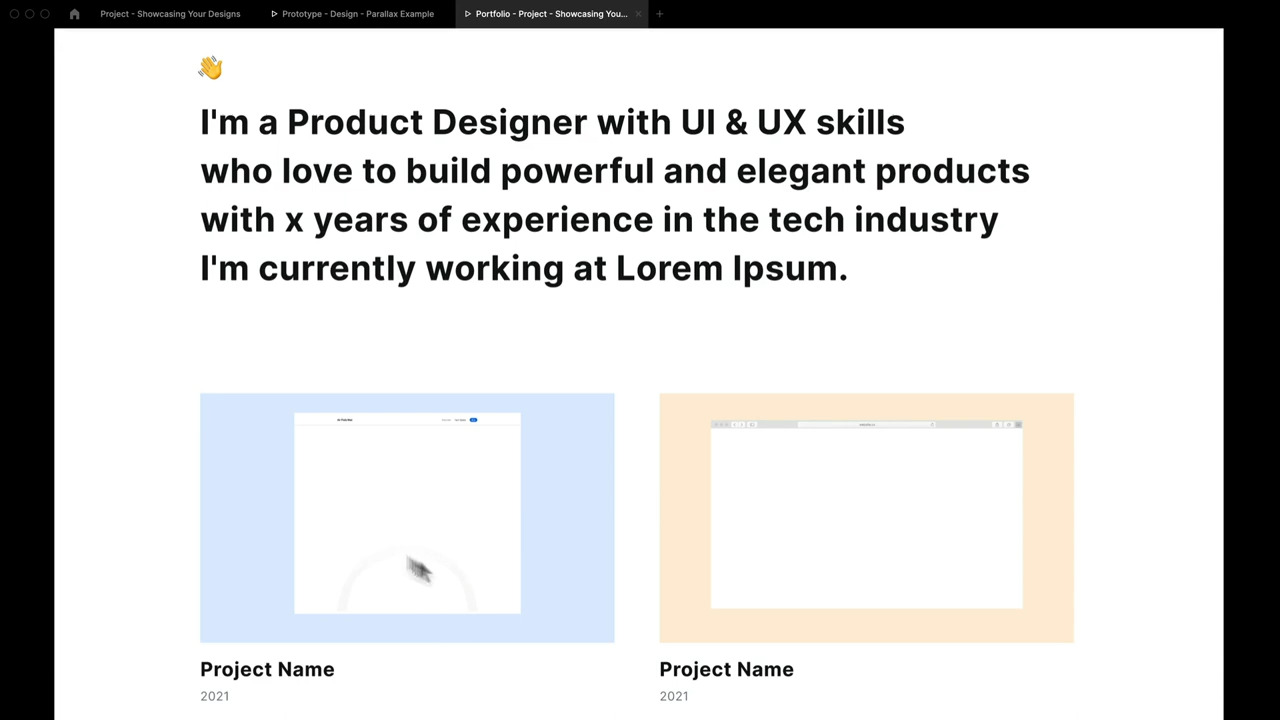 Project - Showcasing Your Designs
Prototype - Design - Parallax Example
Portfolio - Project - Showcasing You...
I'm a Product Designer with UI & UX skills
who love to build powerful and elegant products
with x years of experience in the tech industry
I'm currently working at Lorem Ipsum.
Project Name
2021
Project Name
2021